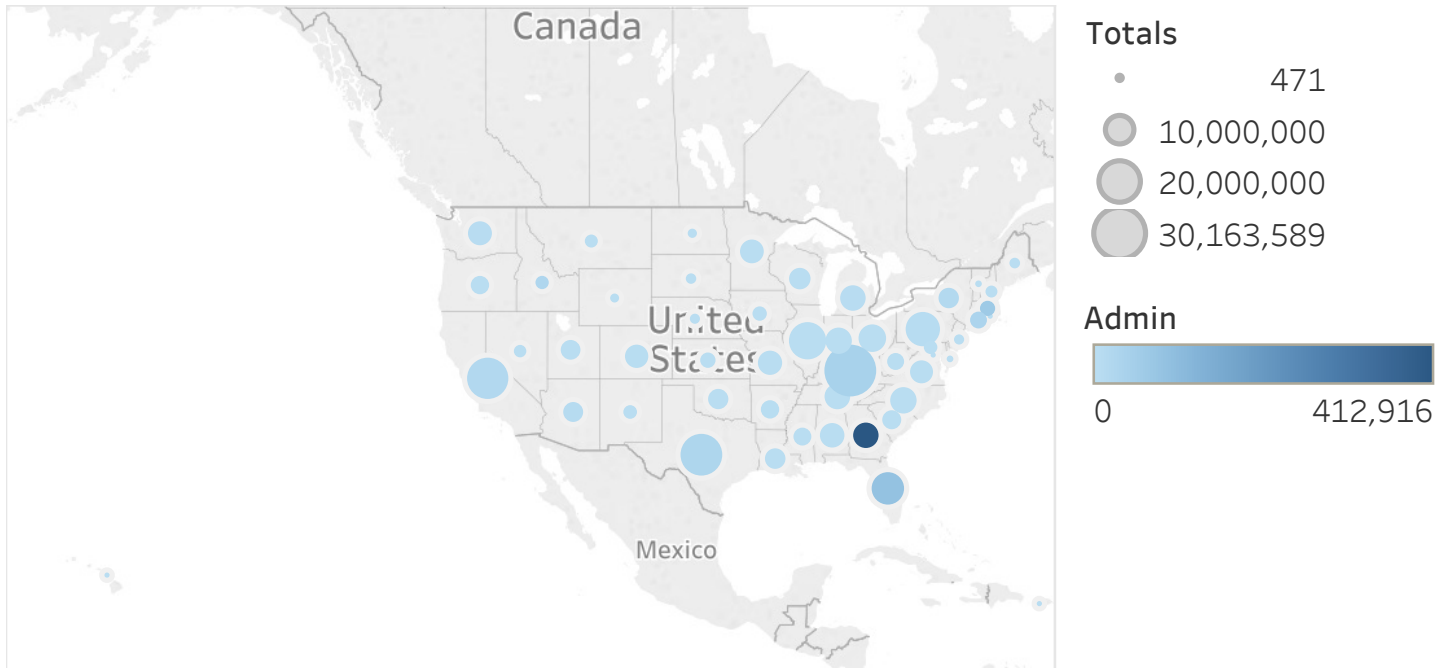 Canada
United
States
Mexico
Totals
471
10,000,000
20,000,000
30,163,589
Admin
0 412,916